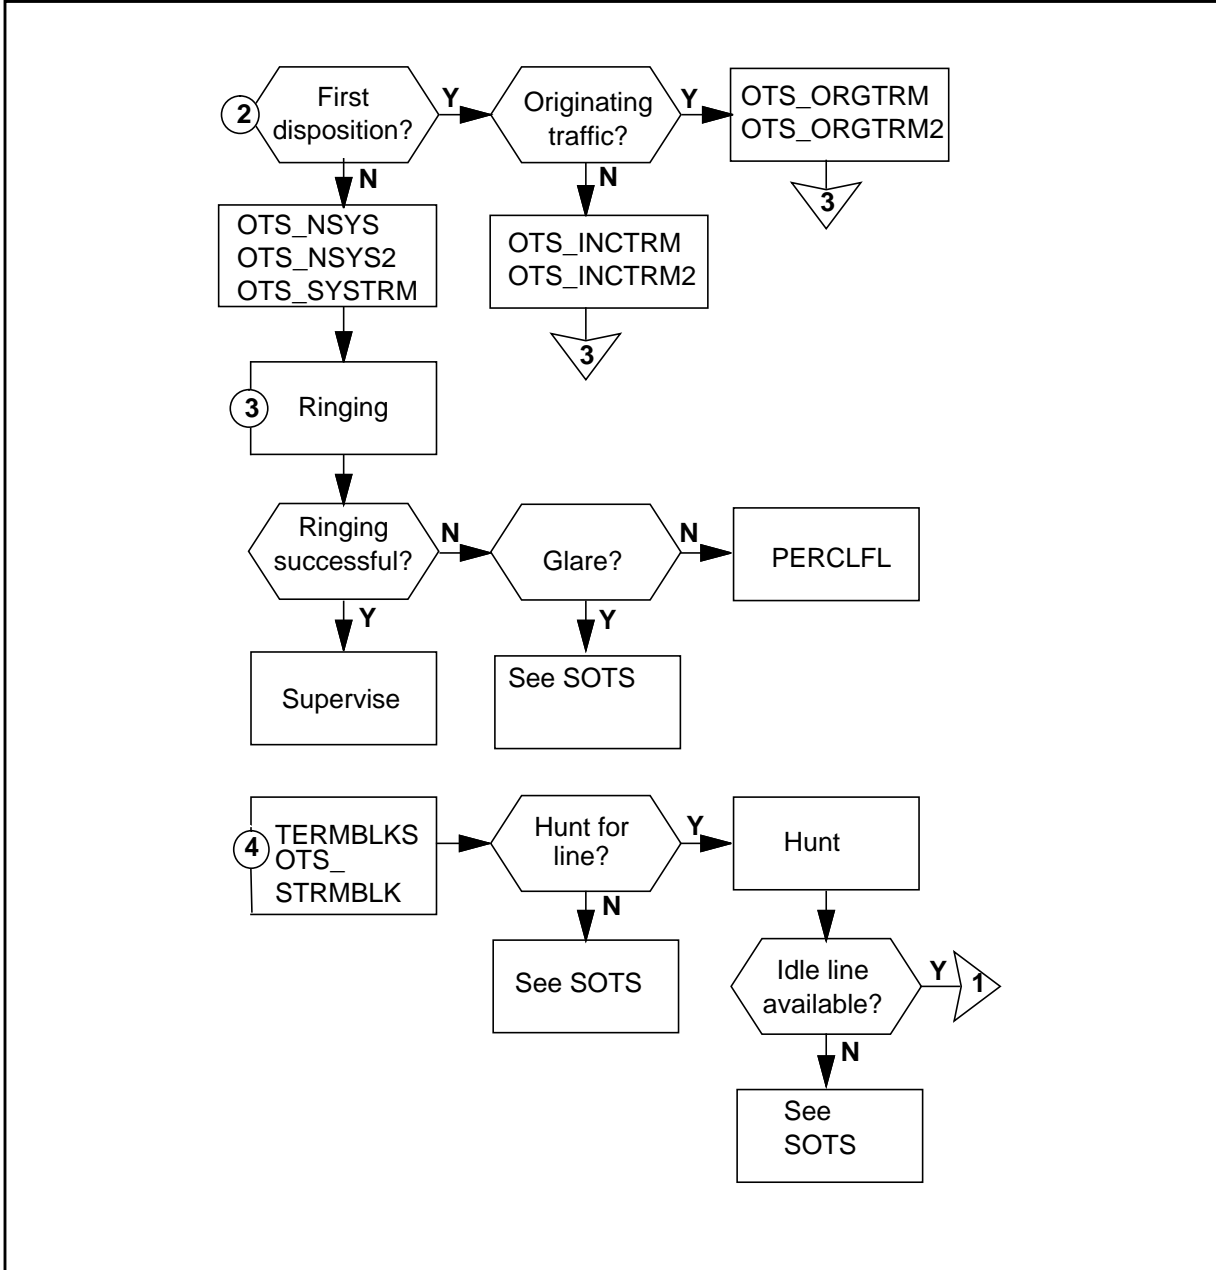 2
First
disposition?
Y
Originating
traffic?
Y
OTS_ORGTRM
OTS_ORGTRM2
3
N
N
OTS_NSYS
OTS_NSYS2
OTS_SYSTRM
OTS_INCTRM
OTS_INCTRM2
3
3
Ringing
Ringing
successful?
N
Glare?
N
PERCLFL
Y
Y
Supervise
See SOTS
4
TERMBLKS
OTS_
STRMBLK
Hunt for
line?
Y
Hunt
N
See SOTS
Idle line
available?
Y
1
N
See
SOTS